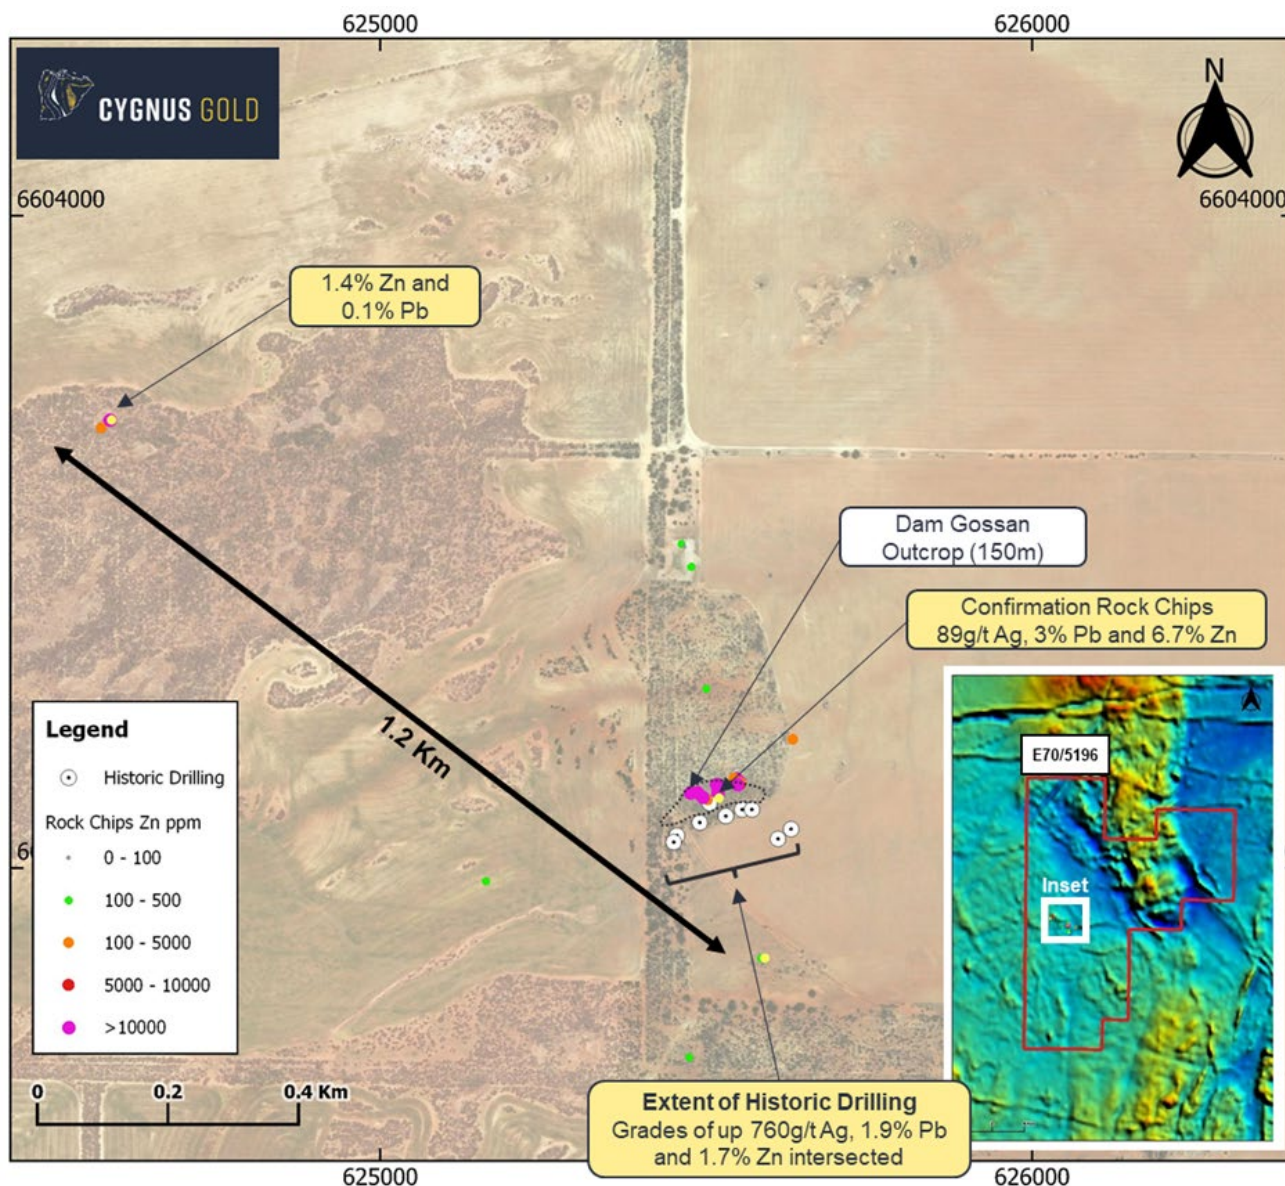 625000
626000
CYGNUS GOLD
N
6604000
6604000
1.4% Zn and
0.1% Pb
Dam Gossan
Outcrop (150m)
Confirmation Rock Chips
89g/t Ag, 3% Pb and 6.7% Zn
1.2 Km
E70/5196
Inset
Legend
Historic Drilling
Rock Chips Zn ppm
0 - 100
100 - 500
100 - 5000
5000 - 10000
>10000
0 0.2 0.4 Km
Extent of Historic Drilling
Grades of up 760g/t Ag, 1.9% Pb
and 1.7% Zn intersected
625000
626000